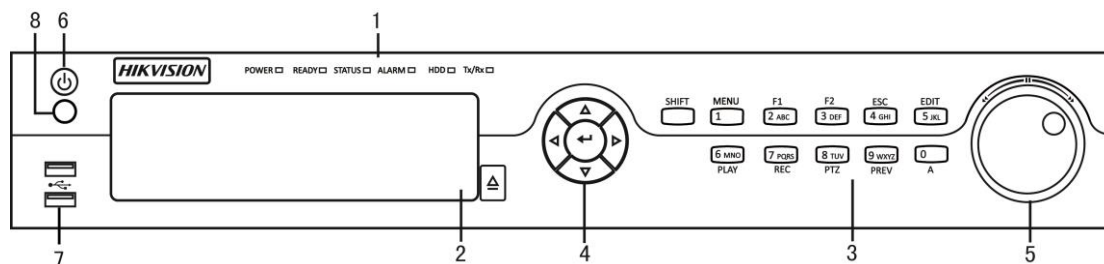 8 6 1
HIKVISION POWER READY STATUS ALARM HDD Tx/Rx
SHIFT MENU F1 F2 ESC EDIT
1 2 ABC 3 DEF 4 GHI 5 JKL
6 MNO 7 PQRS 8 TUV 9 WXYZ 0
PLAY REC PTZ PREV A
7 2 4 3 5